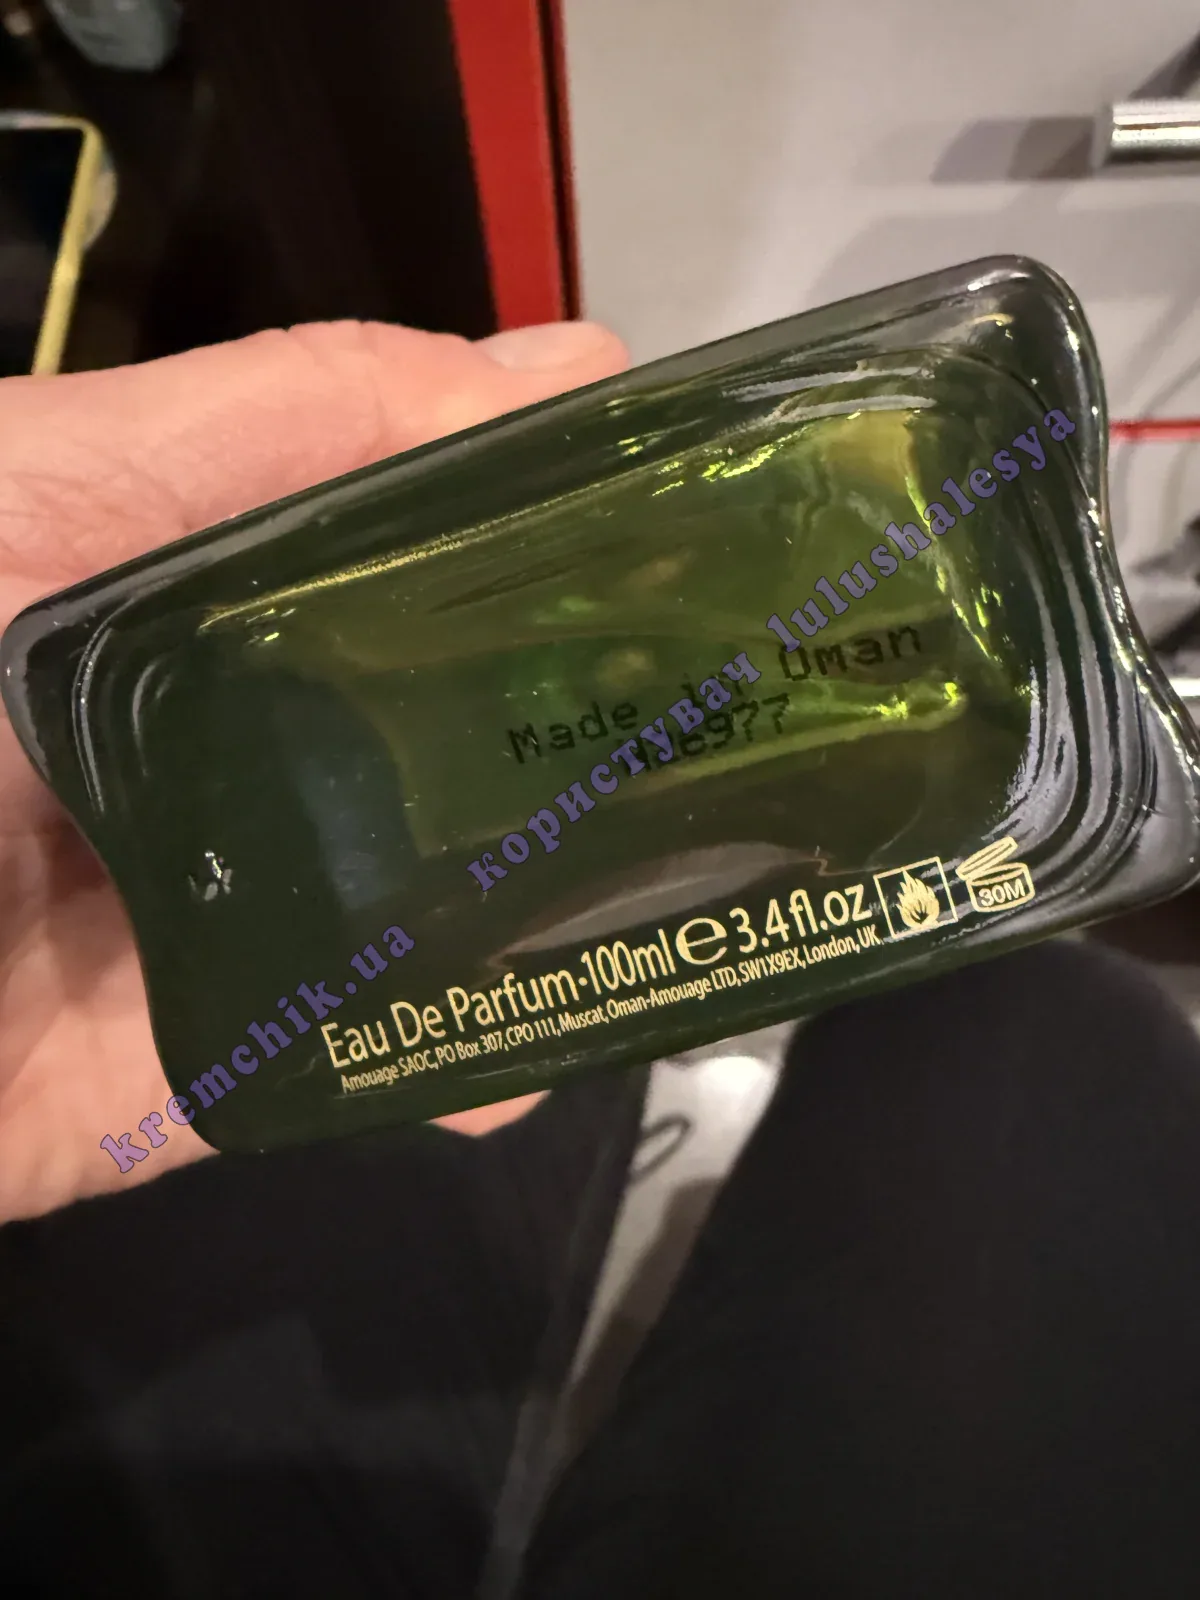 Made in Oman
Eau De Parfum-100ml e 3.4fl.oz
30M
Amouage SAOC, PO Box 307, CPO 111, Muscat, Oman-Amouage LTD, SW1X9EX, London, UK
kremchik.ua користувач lulushalesya